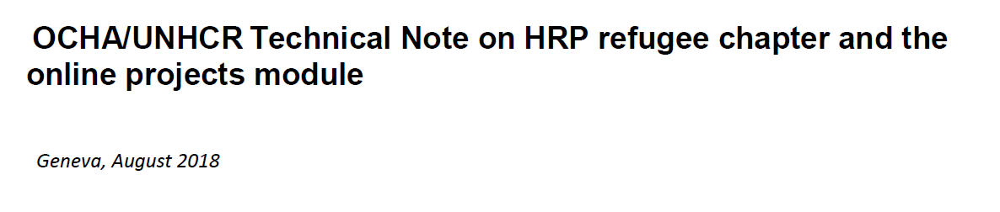 OCHA/UNHCR Technical Note on HRP refugee chapter and the
online projects module
Geneva, August 2018